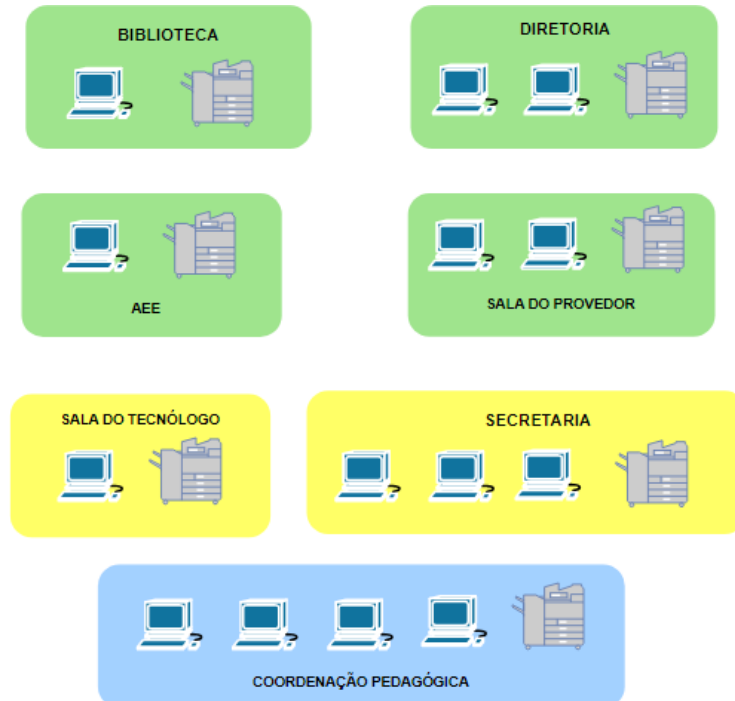 BIBLIOTECA
DIRETORIA
AEE
SALA DO PROVEDOR
SALA DO TECNÓLOGO
SECRETARIA
COORDENAÇÃO PEDAGÓGICA